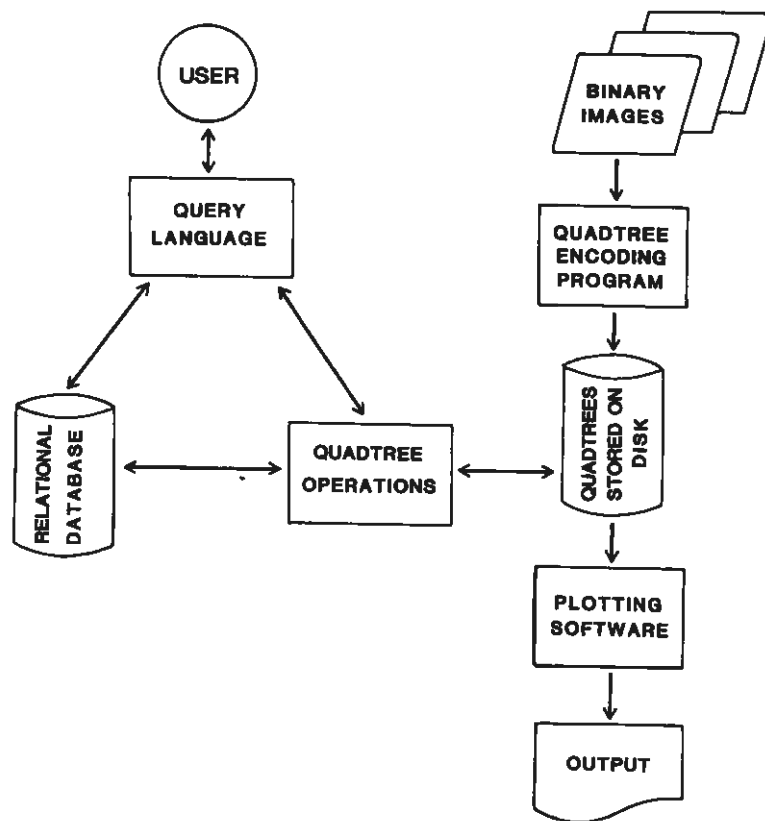 USER
QUERY
LANGUAGE
RELATIONAL
DATABASE
QUADTREE
OPERATIONS
BINARY
IMAGES
QUADTREE
ENCODING
PROGRAM
QUADTREES
STORED ON
DISK
PLOTTING
SOFTWARE
OUTPUT